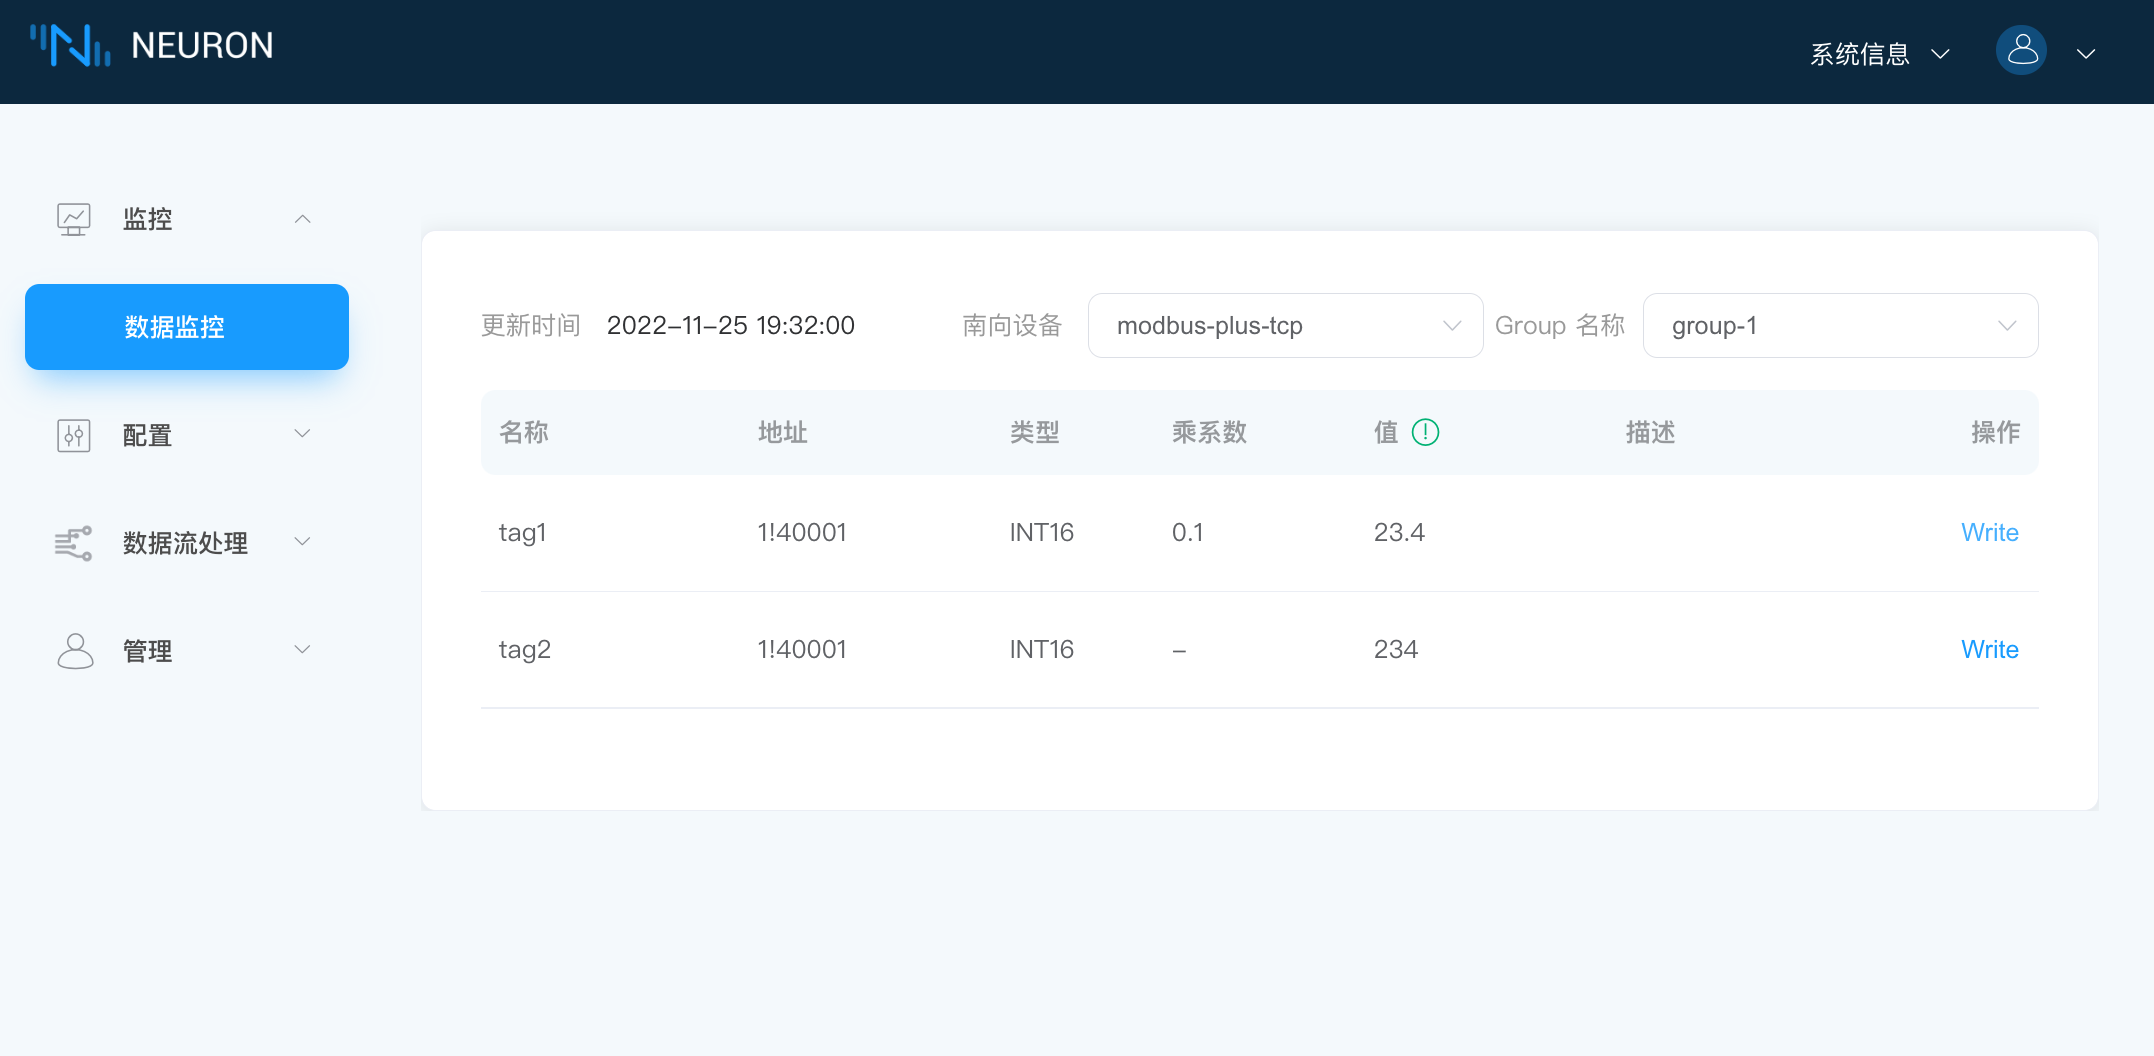 NEURON
系统信息
监控
数据监控
配置
数据流处理
管理
更新时间 2022-11-25 19:32:00 南向设备 modbus-plus-tcp Group 名称 group-1
名称 地址 类型 乘系数 值 描述 操作
tag1 1!40001 INT16 0.1 23.4 Write
tag2 1!40001 INT16 – 234 Write